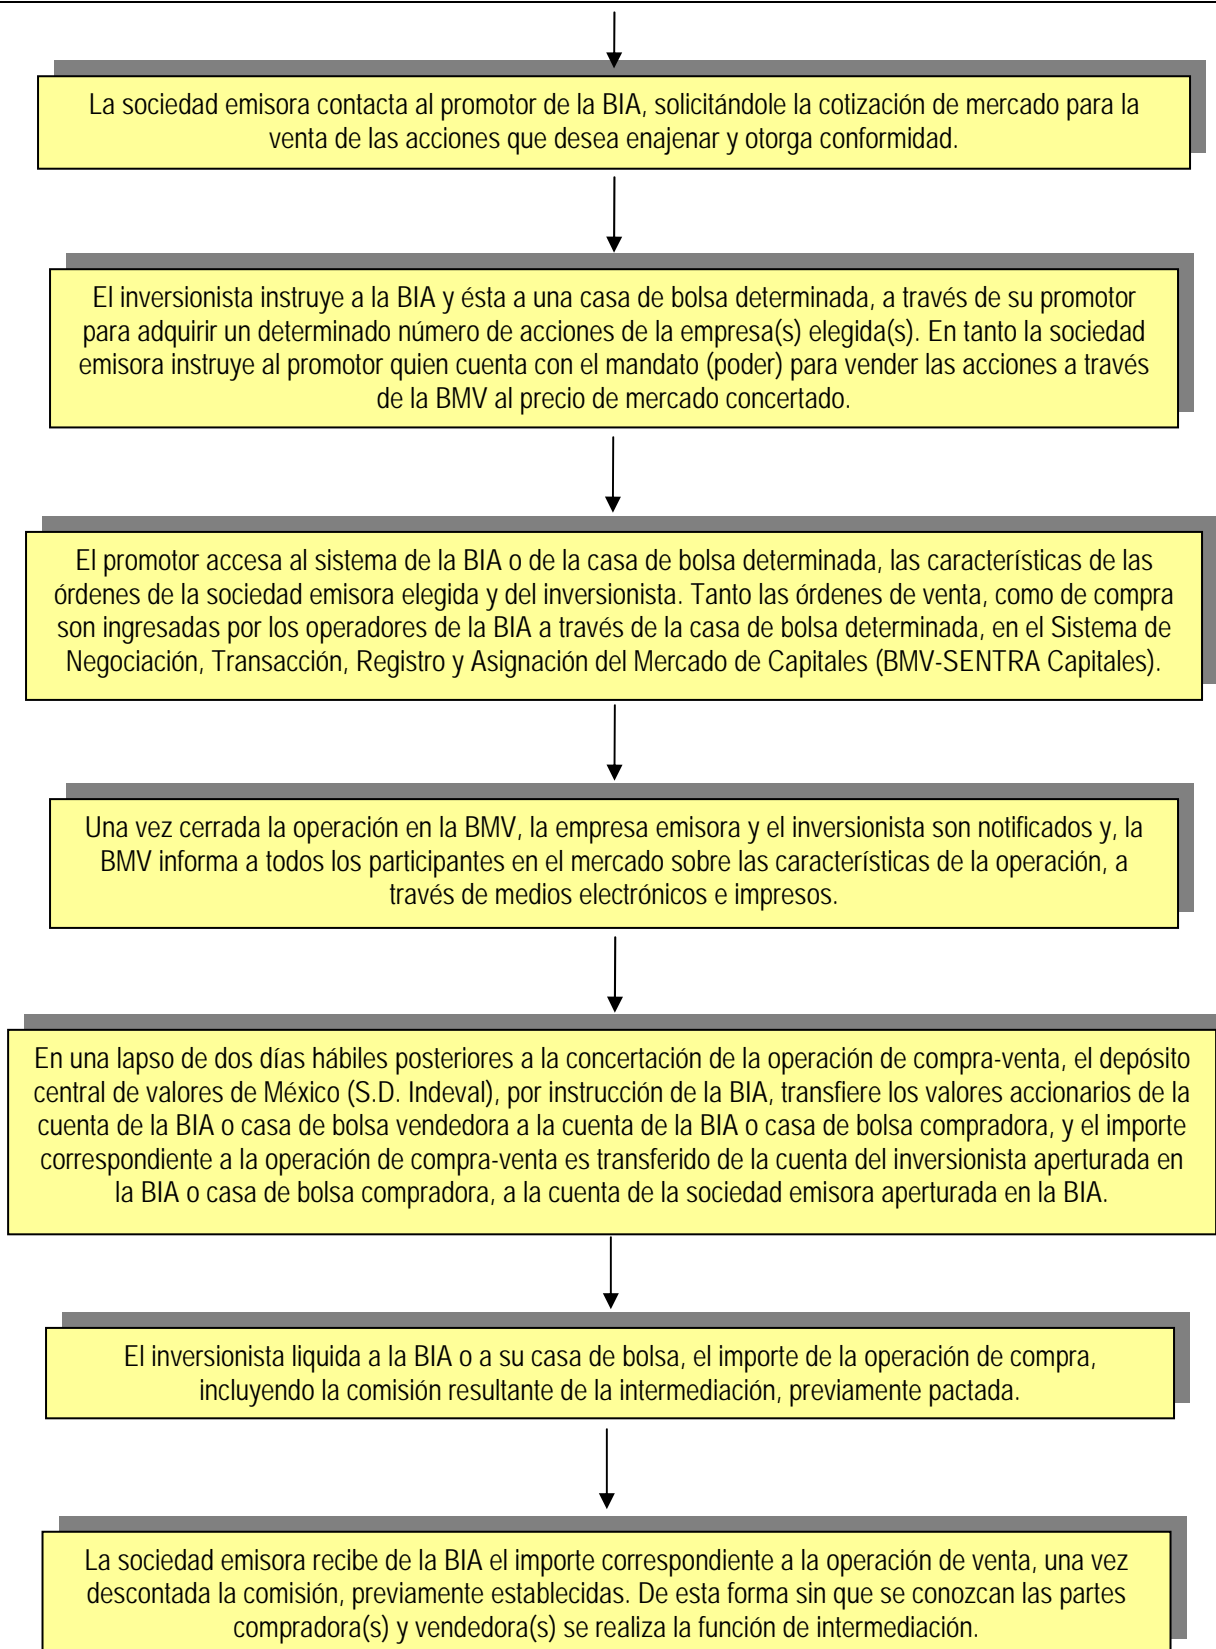 La sociedad emisora contacta al promotor de la BIA, solicitándole la cotización de mercado para la
venta de las acciones que desea enajenar y otorga conformidad.
El inversionista instruye a la BIA y ésta a una casa de bolsa determinada, a través de su promotor
para adquirir un determinado número de acciones de la empresa(s) elegida(s). En tanto la sociedad
emisora instruye al promotor quien cuenta con el mandato (poder) para vender las acciones a través
de la BMV al precio de mercado concertado.
El promotor accesa al sistema de la BIA o de la casa de bolsa determinada, las características de las
órdenes de la sociedad emisora elegida y del inversionista. Tanto las órdenes de venta, como de compra
son ingresadas por los operadores de la BIA a través de la casa de bolsa determinada, en el Sistema de
Negociación, Transacción, Registro y Asignación del Mercado de Capitales (BMV-SENTRA Capitales).
Una vez cerrada la operación en la BMV, la empresa emisora y el inversionista son notificados y, la
BMV informa a todos los participantes en el mercado sobre las características de la operación, a
través de medios electrónicos e impresos.
En una lapso de dos días hábiles posteriores a la concertación de la operación de compra-venta, el depósito
central de valores de México (S.D. Indeval), por instrucción de la BIA, transfiere los valores accionarios de la
cuenta de la BIA o casa de bolsa vendedora a la cuenta de la BIA o casa de bolsa compradora, y el importe
correspondiente a la operación de compra-venta es transferido de la cuenta del inversionista aperturada en
la BIA o casa de bolsa compradora, a la cuenta de la sociedad emisora aperturada en la BIA.
El inversionista liquida a la BIA o a su casa de bolsa, el importe de la operación de compra,
incluyendo la comisión resultante de la intermediación, previamente pactada.
La sociedad emisora recibe de la BIA el importe correspondiente a la operación de venta, una vez
descontada la comisión, previamente establecidas. De esta forma sin que se conozcan las partes
compradora(s) y vendedora(s) se realiza la función de intermediación.